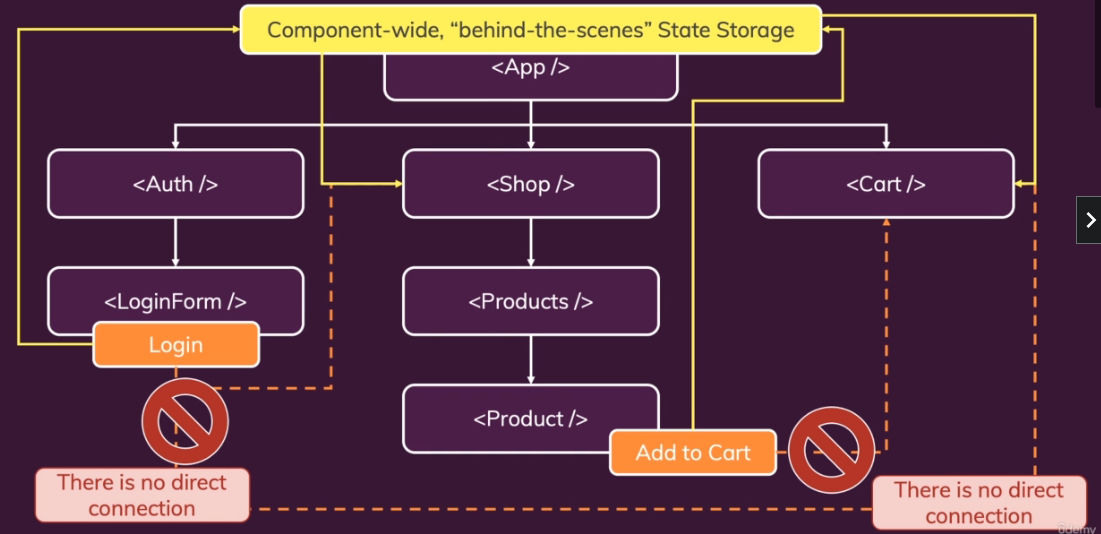 Component-wide, “behind-the-scenes” State Storage
<App />
<Auth />
<Shop />
<Cart />
<LoginForm />
<Products />
Login
<Product />
Add to Cart
There is no direct
connection
There is no direct
connection
ûdemy